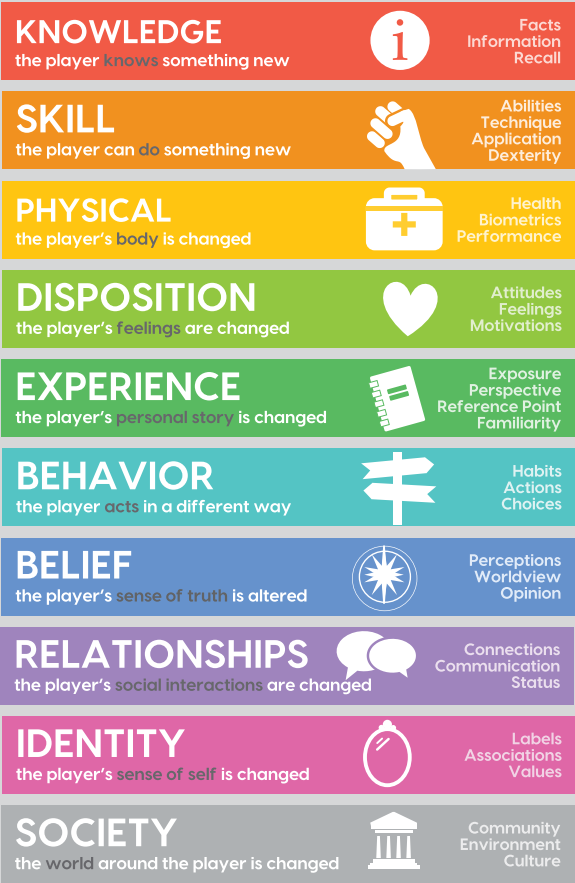 KNOWLEDGE
the player knows something new
i
Facts
Information
Recall
SKILL
the player can do something new
Abilities
Technique
Application
Dexterity
PHYSICAL
the player's body is changed
Health
Biometrics
Performance
DISPOSITION
the player's feelings are changed
Attitudes
Feelings
Motivations
EXPERIENCE
the player's personal story is changed
Exposure
Perspective
Reference Point
Familiarity
BEHAVIOR
the player acts in a different way
Habits
Actions
Choices
BELIEF
the player's sense of truth is altered
Perceptions
Worldview
Opinion
RELATIONSHIPS
the player's social interactions are changed
Connections
Communication
Status
IDENTITY
the player's sense of self is changed
Labels
Associations
Values
SOCIETY
the world around the player is changed
Community
Environment
Culture